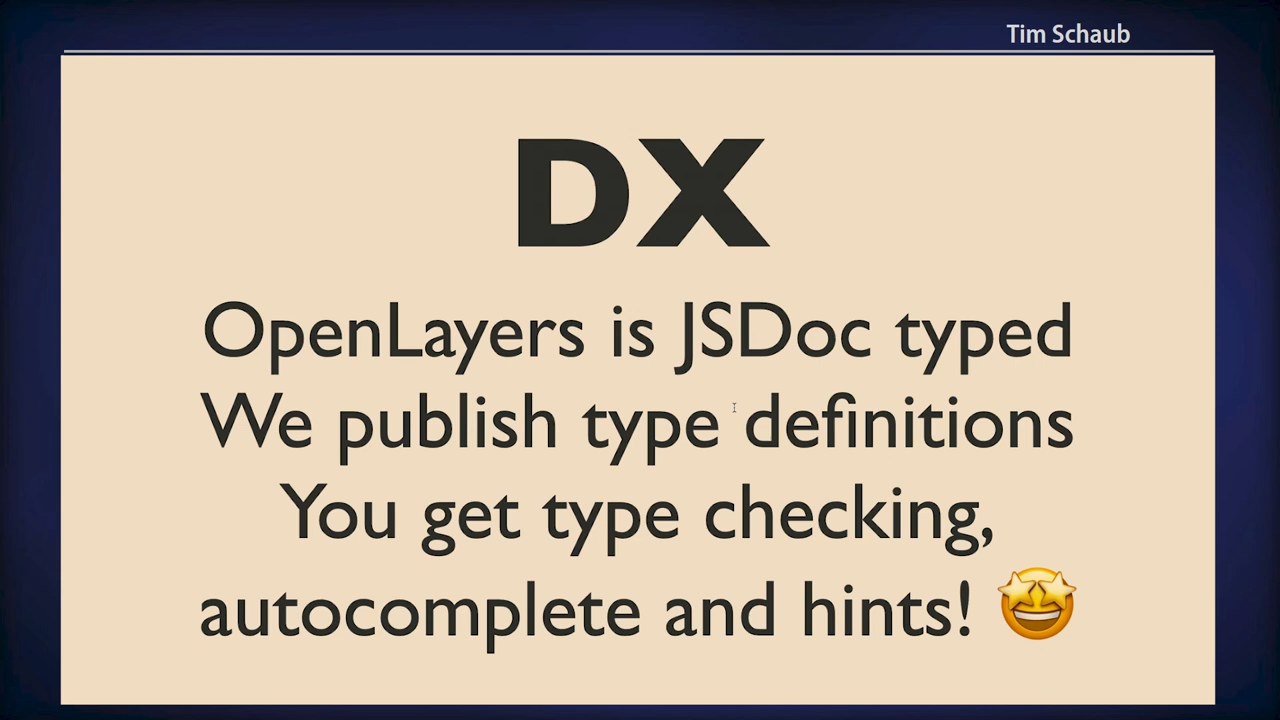 Tim Schaub
DX
OpenLayers is JSDoc typed
We publish type definitions
You get type checking,
autocomplete and hints! 🤩